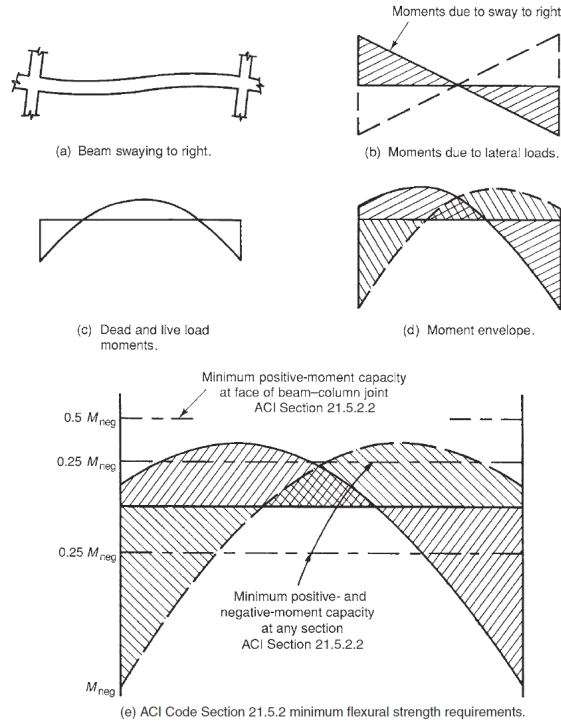 Moments due to sway to right
(a) Beam swaying to right.
(b) Moments due to lateral loads.
(c) Dead and live load
moments.
(d) Moment envelope.
Minimum positive-moment capacity
at face of beam–column joint
ACI Section 21.5.2.2
0.5 Mneg
0.25 Mneg
0.25 Mneg
Minimum positive- and
negative-moment capacity
at any section
ACI Section 21.5.2.2
Mneg
(e) ACI Code Section 21.5.2 minimum flexural strength requirements.